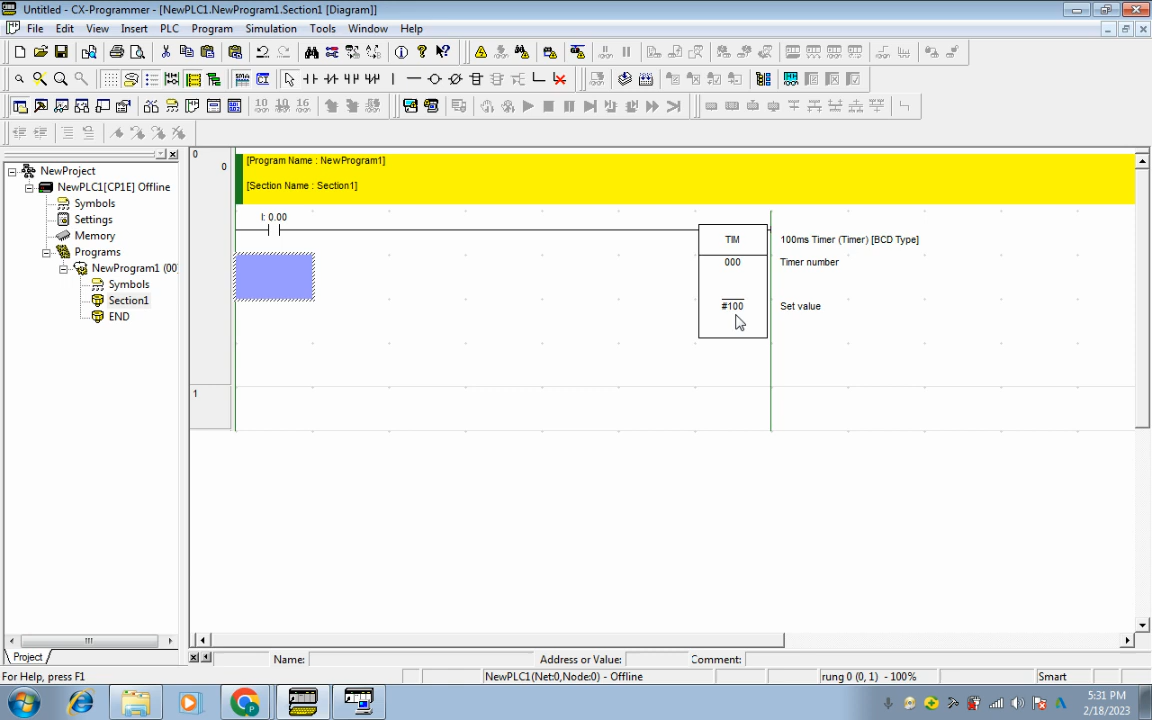 Untitled - CX-Programmer - [NewPLC1.NewProgram1.Section1 [Diagram]]
File Edit View Insert PLC Program Simulation Tools Window Help
10 10 16
NewProject
NewPLC1[CP1E] Offline
Symbols
Settings
Memory
Programs
NewProgram1 (00
Symbols
Section1
END
Project
0
0
[Program Name : NewProgram1]
[Section Name : Section1]
I: 0.00
TIM
100ms Timer (Timer) [BCD Type]
000
Timer number
#100
Set value
1
Name:
Address or Value:
Comment:
For Help, press F1
NewPLC1(Net:0,Node:0) - Offline
rung 0 (0, 1) - 100%
Smart
5:31 PM
2/18/2023